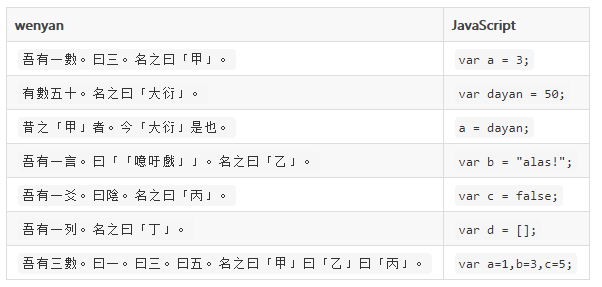 wenyan JavaScript
吾有一數。曰三。名之曰「甲」。 var a = 3;
有數五十。名之曰「大衍」。 var dayan = 50;
昔之「甲」者。今「大衍」是也。 a = dayan;
吾有一言。曰「「噫吁戲」」。名之曰「乙」。 var b = "alas!";
吾有一爻。曰陰。名之曰「丙」。 var c = false;
吾有一列。名之曰「丁」。 var d = [];
吾有三數。曰一。曰三。曰五。名之曰「甲」曰「乙」曰「丙」。 var a=1,b=3,c=5;